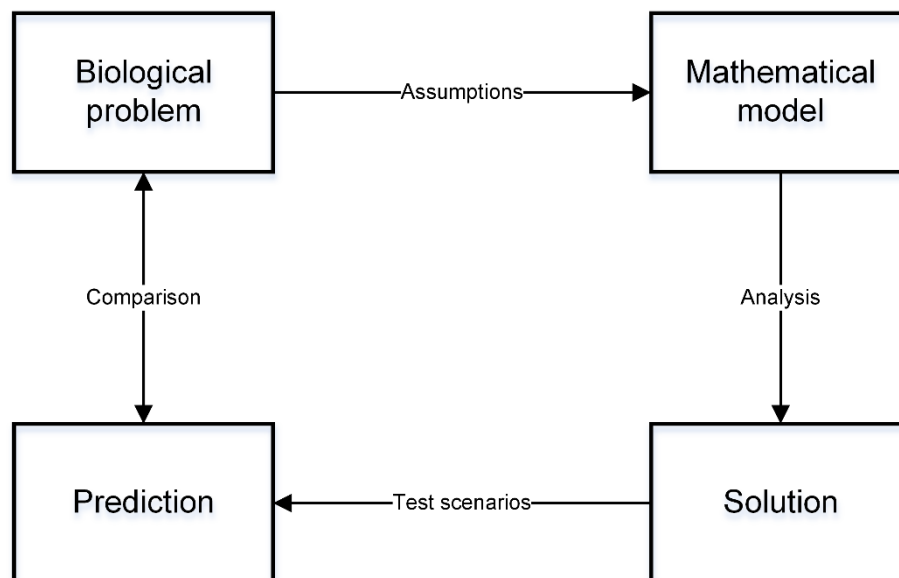 Biological
problem
Assumptions
Mathematical
model
Comparison
Analysis
Prediction
Test scenarios
Solution